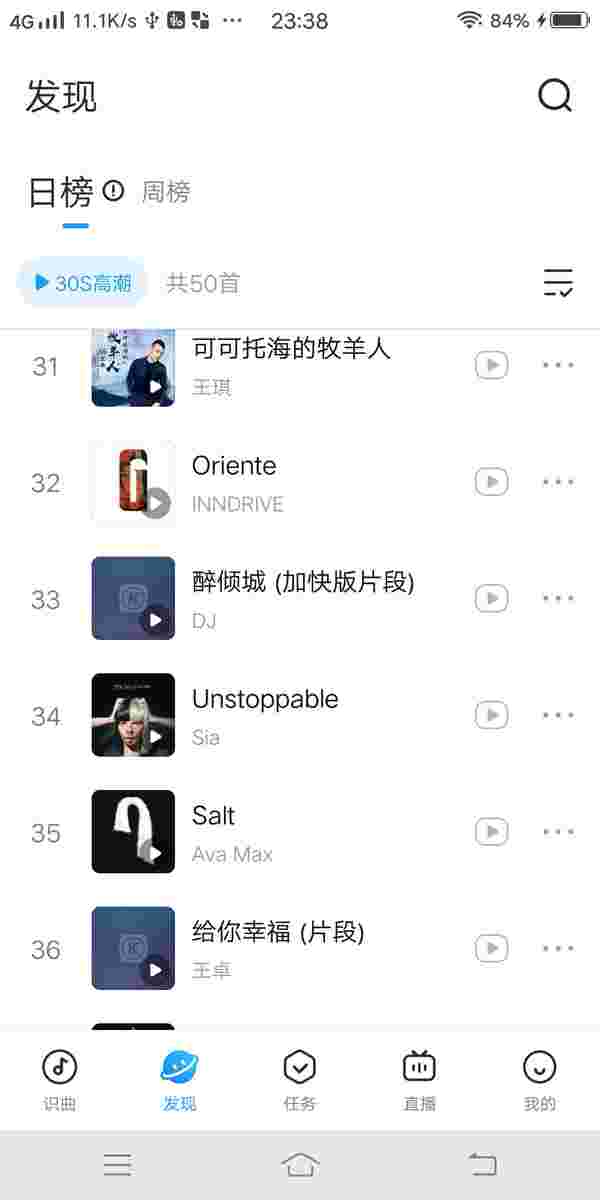 4G 11.1K/s 23:38 84%
发现
日榜 周榜
30S高潮 共50首
31 可可托海的牧羊人
王琪
32 Oriente
INNDRIVE
33 醉倾城 (加快版片段)
DJ
34 Unstoppable
Sia
35 Salt
Ava Max
36 给你幸福 (片段)
王卓
识曲 发现 任务 直播 我的